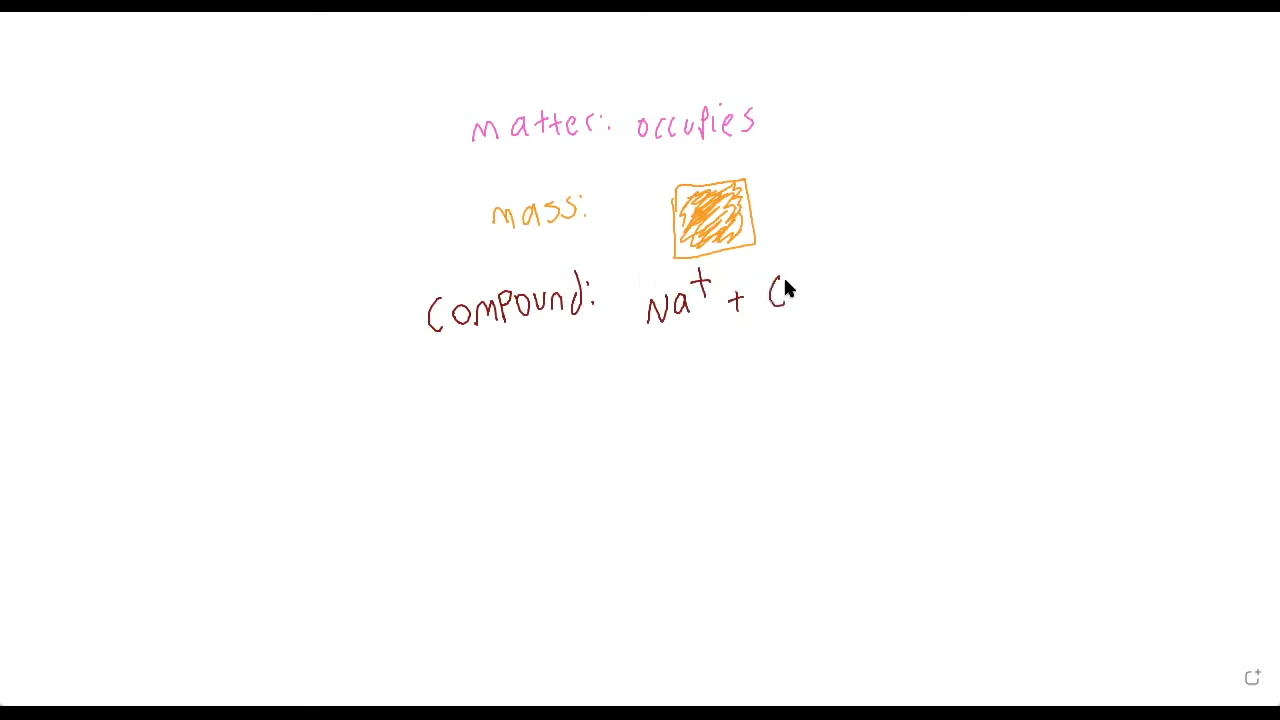 matter: occupies
mass:
compound: Na⁺ + C